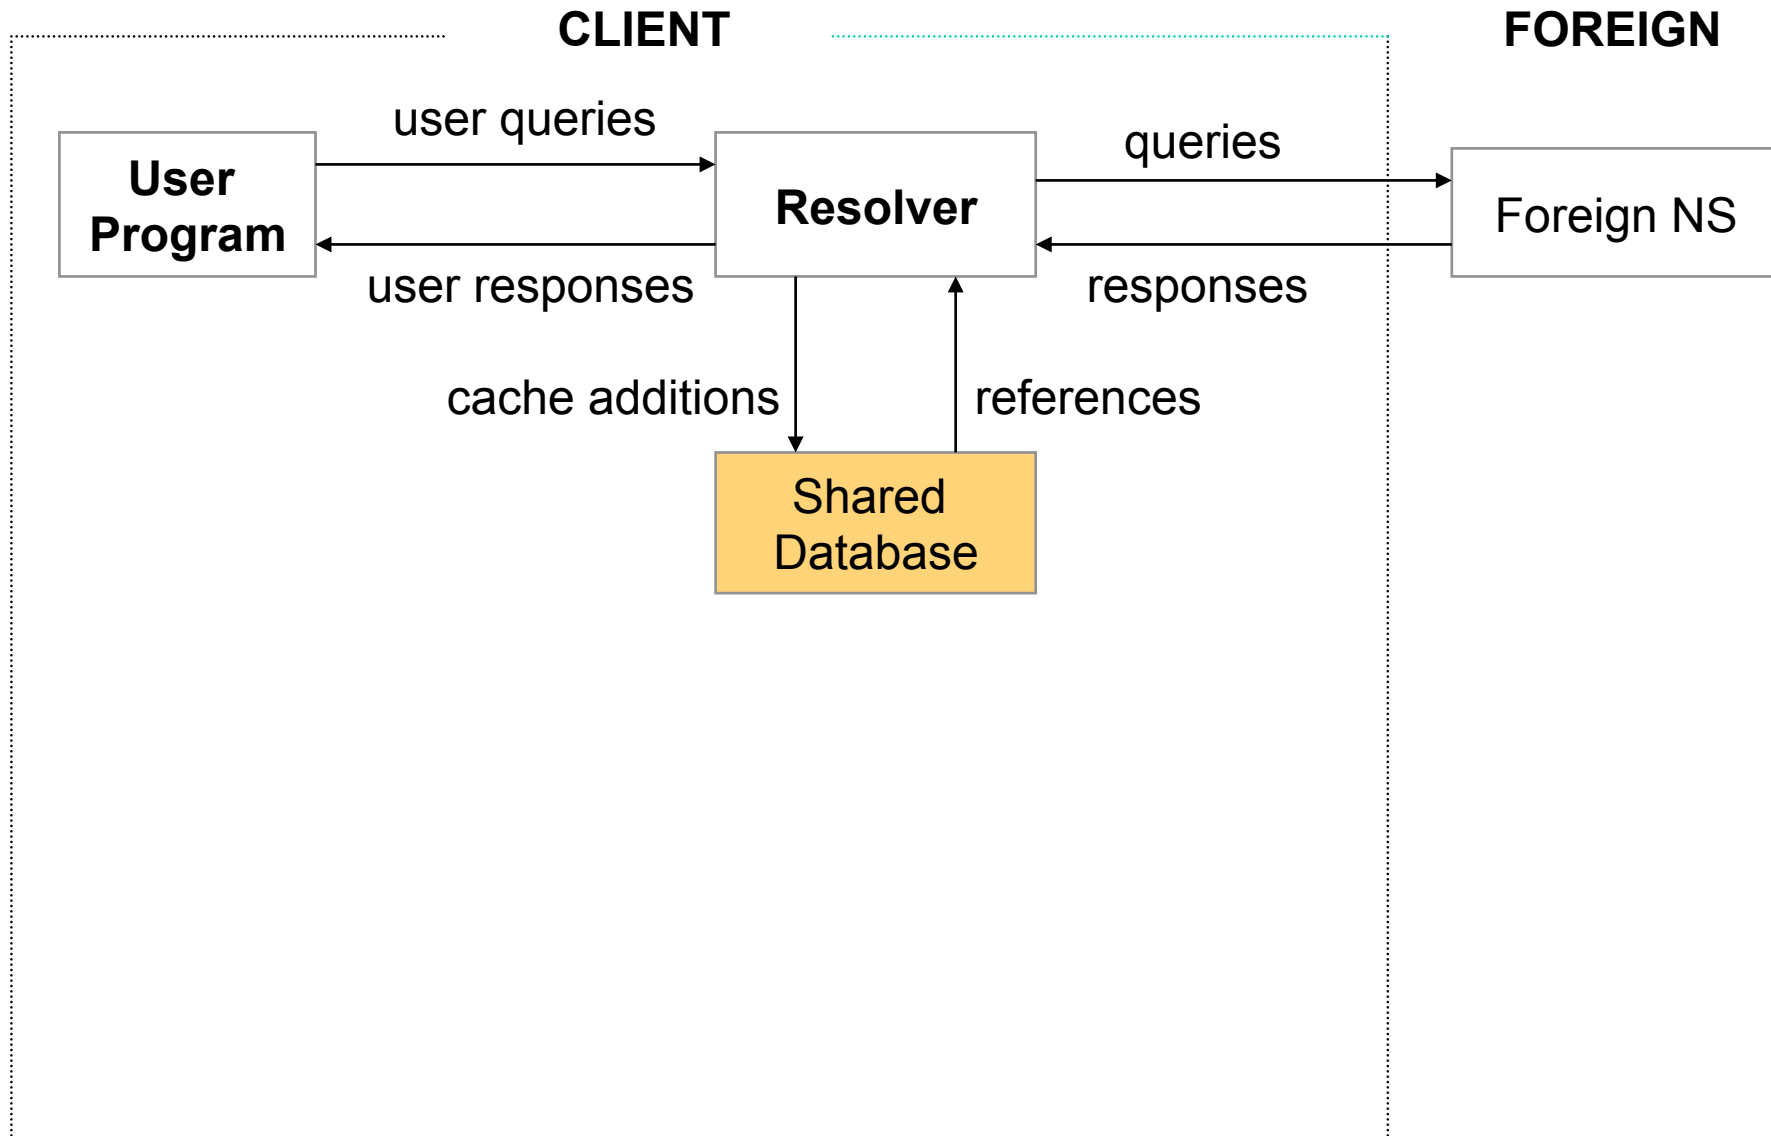 CLIENT
FOREIGN
user queries
queries
User
Program
Resolver
Foreign NS
user responses
responses
cache additions
references
Shared
Database